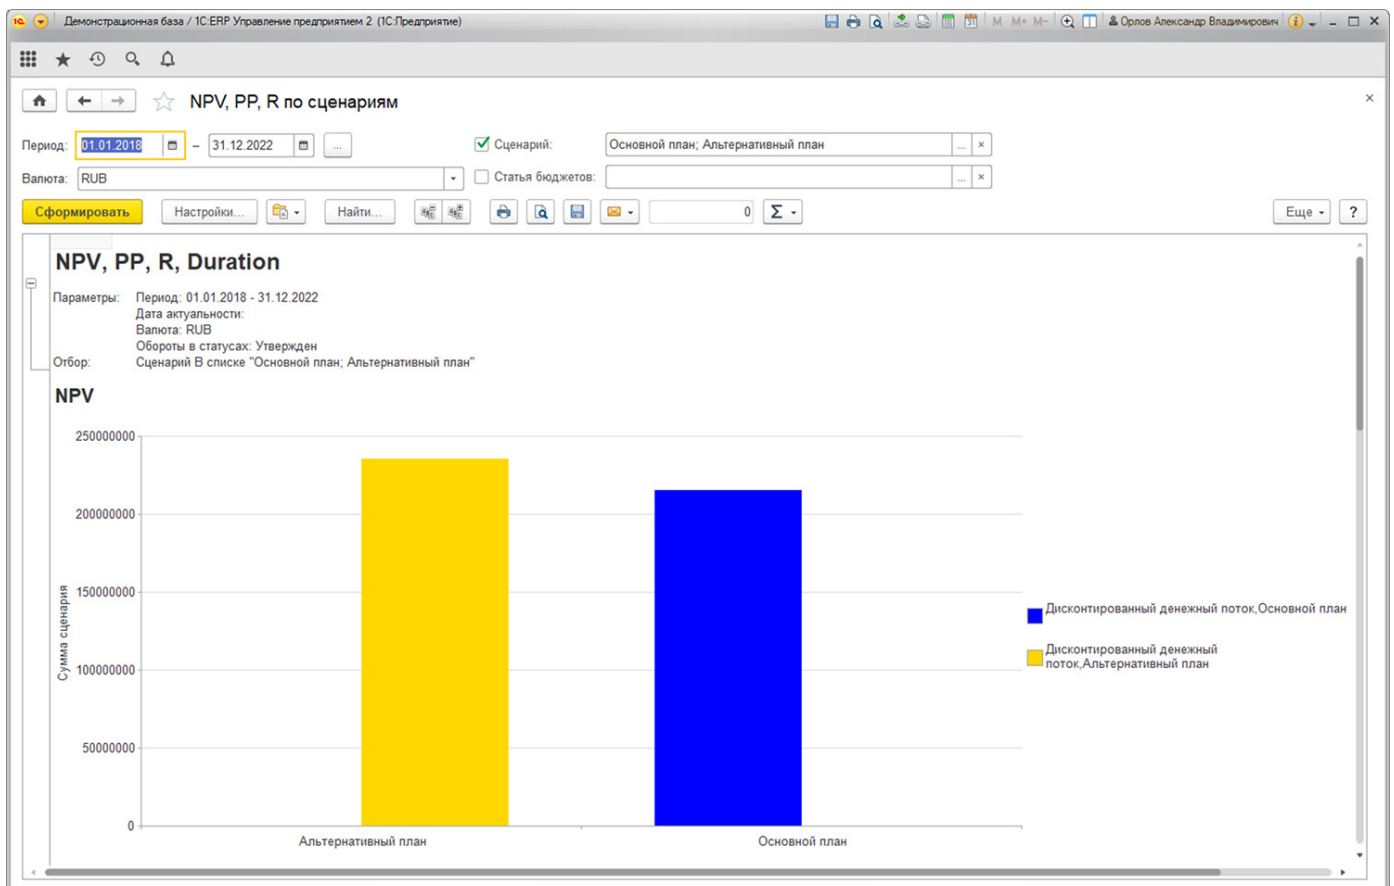 1С Демонстрационная база / 1С:ERP Управление предприятием 2 (1С:Предприятие) 31 M M+ M- Орлов Александр Владимирович i
NPV, PP, R по сценариям
Период: 01.01.2018 – 31.12.2022 ... Сценарий: Основной план; Альтернативный план ... ×
Валюта: RUB Статья бюджетов: ... ×
Сформировать Настройки... Найти... 0 Σ Еще ?
NPV, PP, R, Duration
Параметры: Период: 01.01.2018 - 31.12.2022
Дата актуальности:
Валюта: RUB
Обороты в статусах: Утвержден
Отбор: Сценарий В списке "Основной план; Альтернативный план"
NPV
250000000
200000000
150000000
100000000
50000000
0
Сумма сценария
Альтернативный план Основной план
Дисконтированный денежный поток,Основной план
Дисконтированный денежный
поток,Альтернативный план